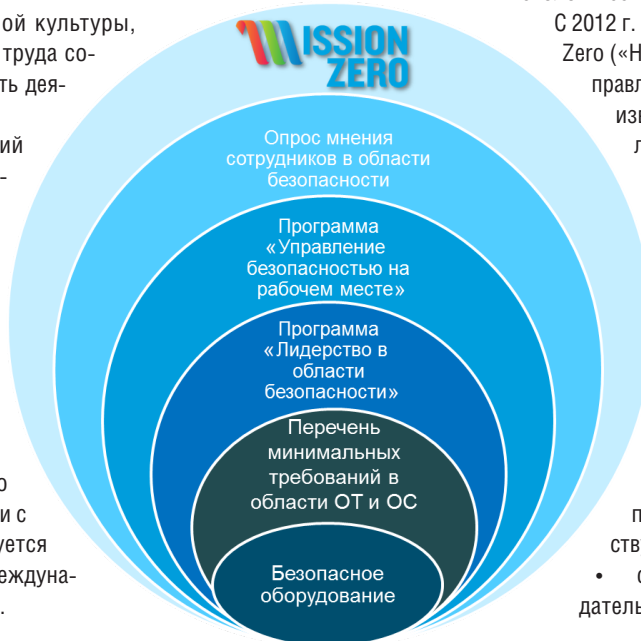 ной культуры,
труда со-
ть дея-
ий
-
о
и с
уется
еждуна-
.
MISSION
ZERO
Опрос мнения
сотрудников в области
безопасности
Программа
«Управление
безопасностью на
рабочем месте»
Программа
«Лидерство в
области
безопасности»
Перечень
минимальных
требований в
области ОТ и ОС
Безопасное
оборудование
С 2012 г.
Zero («Н
правл
изв
л
п
ств
• с
датель